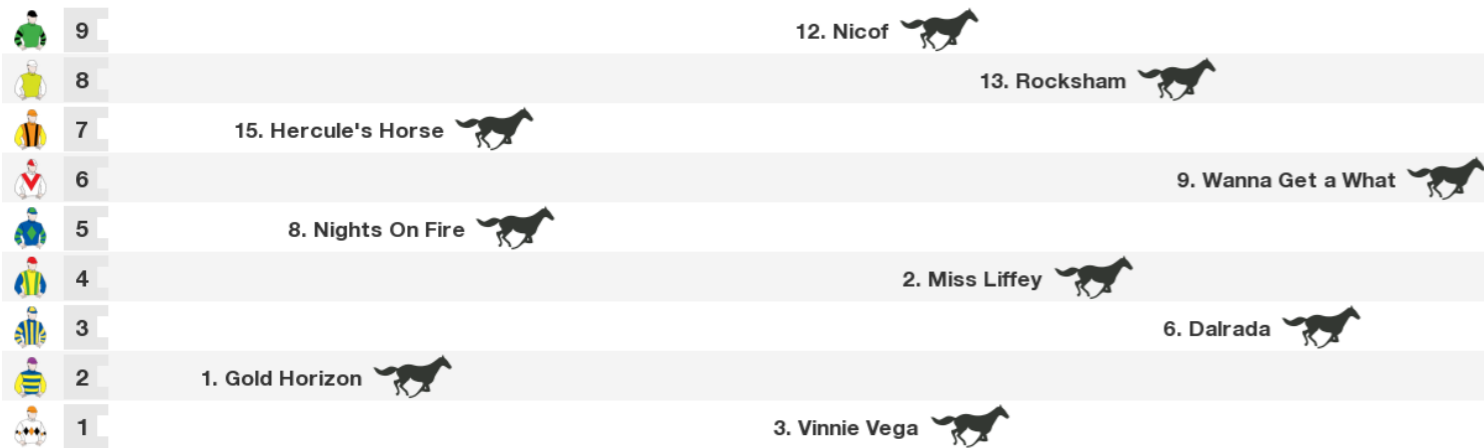 9 12. Nicof
8 13. Rocksham
7 15. Hercule's Horse
6 9. Wanna Get a What
5 8. Nights On Fire
4 2. Miss Liffey
3 6. Dalrada
2 1. Gold Horizon
1 3. Vinnie Vega